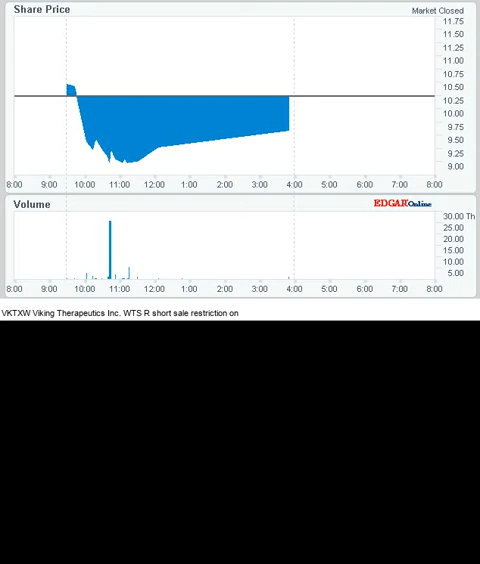 Share Price
Market Closed
11.75
11.50
11.25
11.00
10.75
10.50
10.25
10.00
9.75
9.50
9.25
9.00
8:00 9:00 10:00 11:00 12:00 1:00 2:00 3:00 4:00 5:00 6:00 7:00 8:00
Volume
EDGAR Online
30.00 Th
25.00
20.00
15.00
10.00
5.00
8:00 9:00 10:00 11:00 12:00 1:00 2:00 3:00 4:00 5:00 6:00 7:00 8:00
VKTXW Viking Therapeutics Inc. WTS R short sale restriction on